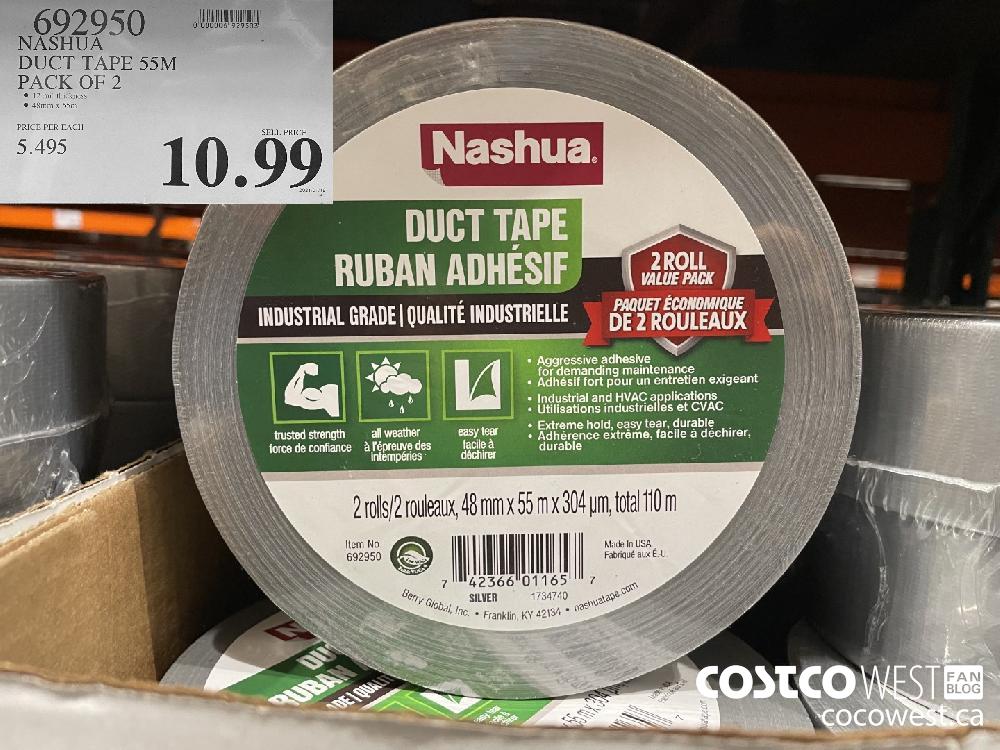 692950
NASHUA
DUCT TAPE 55M
PACK OF 2
• 12 mil thickness
• 48mm x 55m
PRICE PER EACH
5.495
SELL PRICE
10.99
Nashua®
DUCT TAPE
RUBAN ADHÉSIF
INDUSTRIAL GRADE | QUALITÉ INDUSTRIELLE
2 ROLL
VALUE PACK
PAQUET ÉCONOMIQUE
DE 2 ROULEAUX
trusted strength
force de confiance
all weather
à l'épreuve des
intempéries
easy tear
facile à
déchirer
• Aggressive adhesive
for demanding maintenance
• Adhésif fort pour un entretien exigeant
• Industrial and HVAC applications
• Utilisations industrielles et CVAC
• Extreme hold, easy tear, durable
• Adhérence extrême, facile à déchirer,
durable
2 rolls/2 rouleaux, 48 mm x 55 m x 304 µm, total 110 m
Item No
692950
7 42366 01165 7
SILVER 1734740
Made In USA
Fabriqué aux É.-U.
Berry Global, Inc. • Franklin, KY 42134 • nashuatape.com
COSTCO WEST FAN BLOG
cocowest.ca